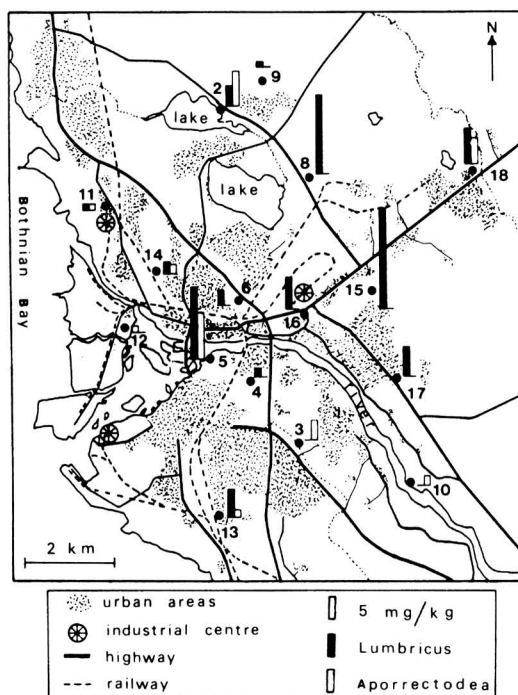 N
9
2
lake
8
18
lake
Bothnian Bay
11
14
15
6
16
12
5
4
17
River
3
10
13
2 km
urban areas
industrial centre
highway
railway
5 mg/kg
Lumbricus
Aporrectodea